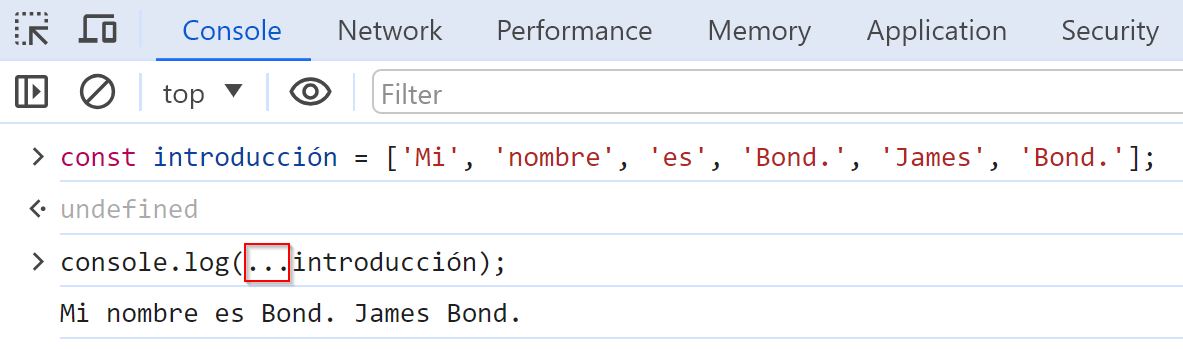 Console Network Performance Memory Application Security
top Filter
const introducción = ['Mi', 'nombre', 'es', 'Bond.', 'James', 'Bond.'];
undefined
console.log(...introducción);
Mi nombre es Bond. James Bond.